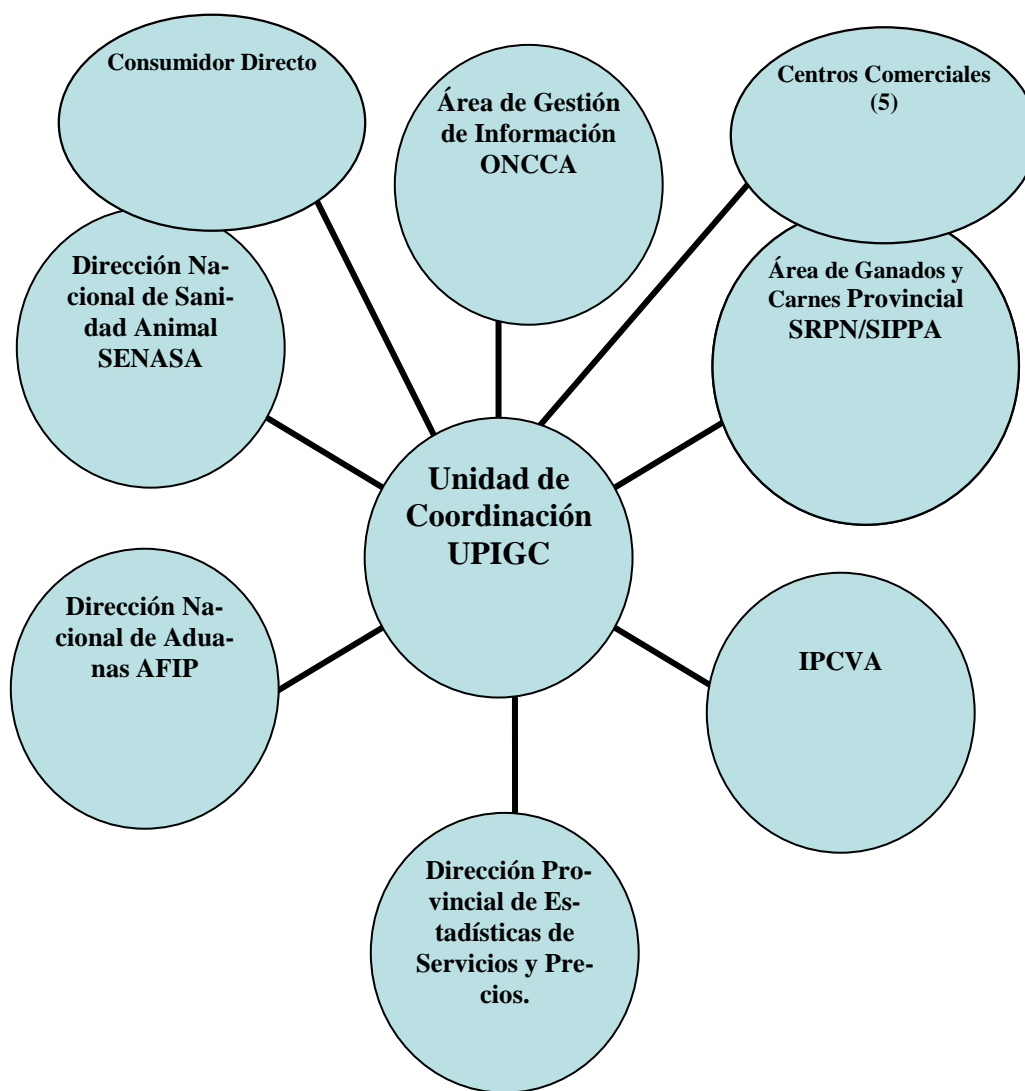 Consumidor Directo
Área de Gestión
de Información
ONCCA
Centros Comerciales
(5)
Dirección Na-
cional de Sani-
dad Animal
SENASA
Área de Ganados y
Carnes Provincial
SRPN/SIPPA
Unidad de
Coordinación
UPIGC
Dirección Na-
cional de Adua-
nas AFIP
IPCVA
Dirección Pro-
vincial de Es-
tadísticas de
Servicios y Pre-
cios.